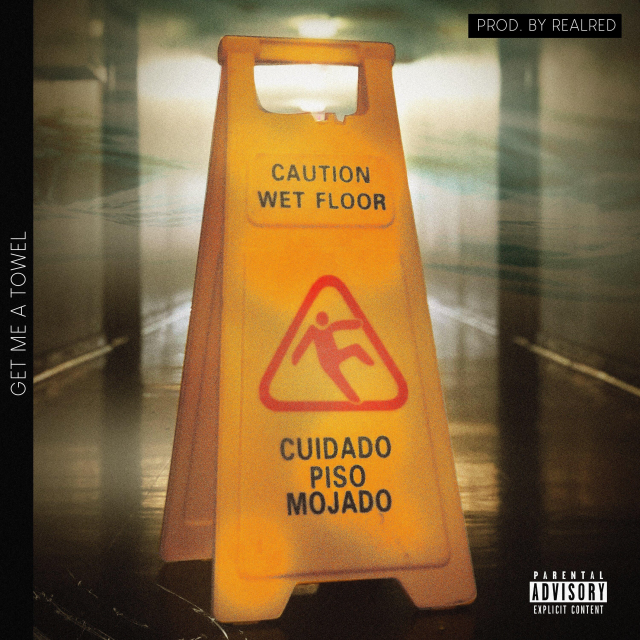 PROD. BY REALRED
CAUTION
WET FLOOR
CUIDADO
PISO
MOJADO
GET ME A TOWEL
PARENTAL
ADVISORY
EXPLICIT CONTENT